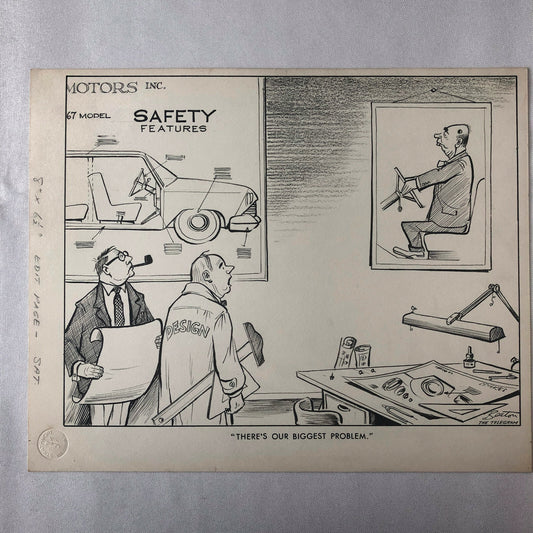 MOTORS INC.
67 MODEL
SAFETY
FEATURES
DESIGN
THE TELEGRAM
"THERE'S OUR BIGGEST PROBLEM."
EDIT PAGE - SAT